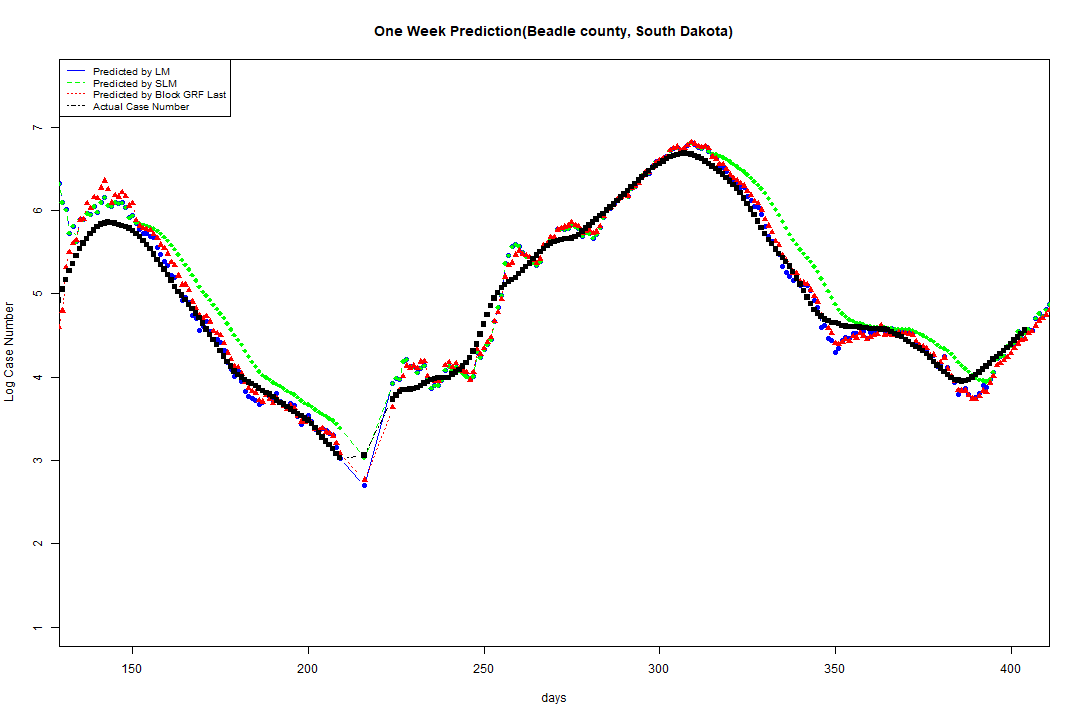 One Week Prediction(Beadle county, South Dakota)
Predicted by LM
Predicted by SLM
Predicted by Block GRF Last
Actual Case Number
Log Case Number
7
6
5
4
3
2
1
150 200 250 300 350 400
days